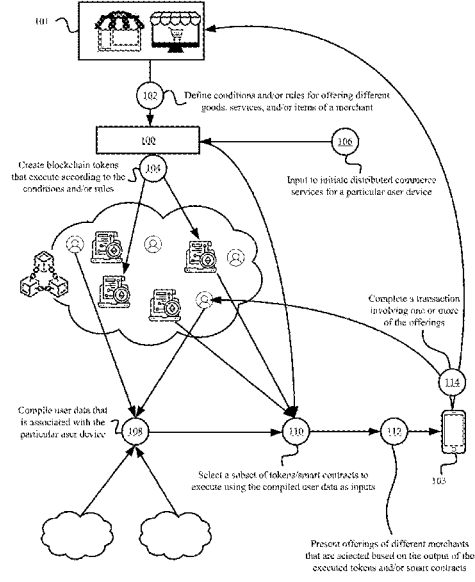 101
102
Define conditions and/or rules for offering different
goods, services, and/or items of a merchant
100
106
Create blockchain tokens
that execute according to the
conditions and/or rules
104
Input to initiate distributed commerce
services for a particular user device
Complete a transaction
involving one or more
of the offerings
114
Compile user data that
is associated with the
particular user device
108
110
112
103
Select a subset of tokens/smart contracts to
execute using the compiled user data as inputs
Present offerings of different merchants
that are selected based on the output of the
executed tokens and/or smart contracts